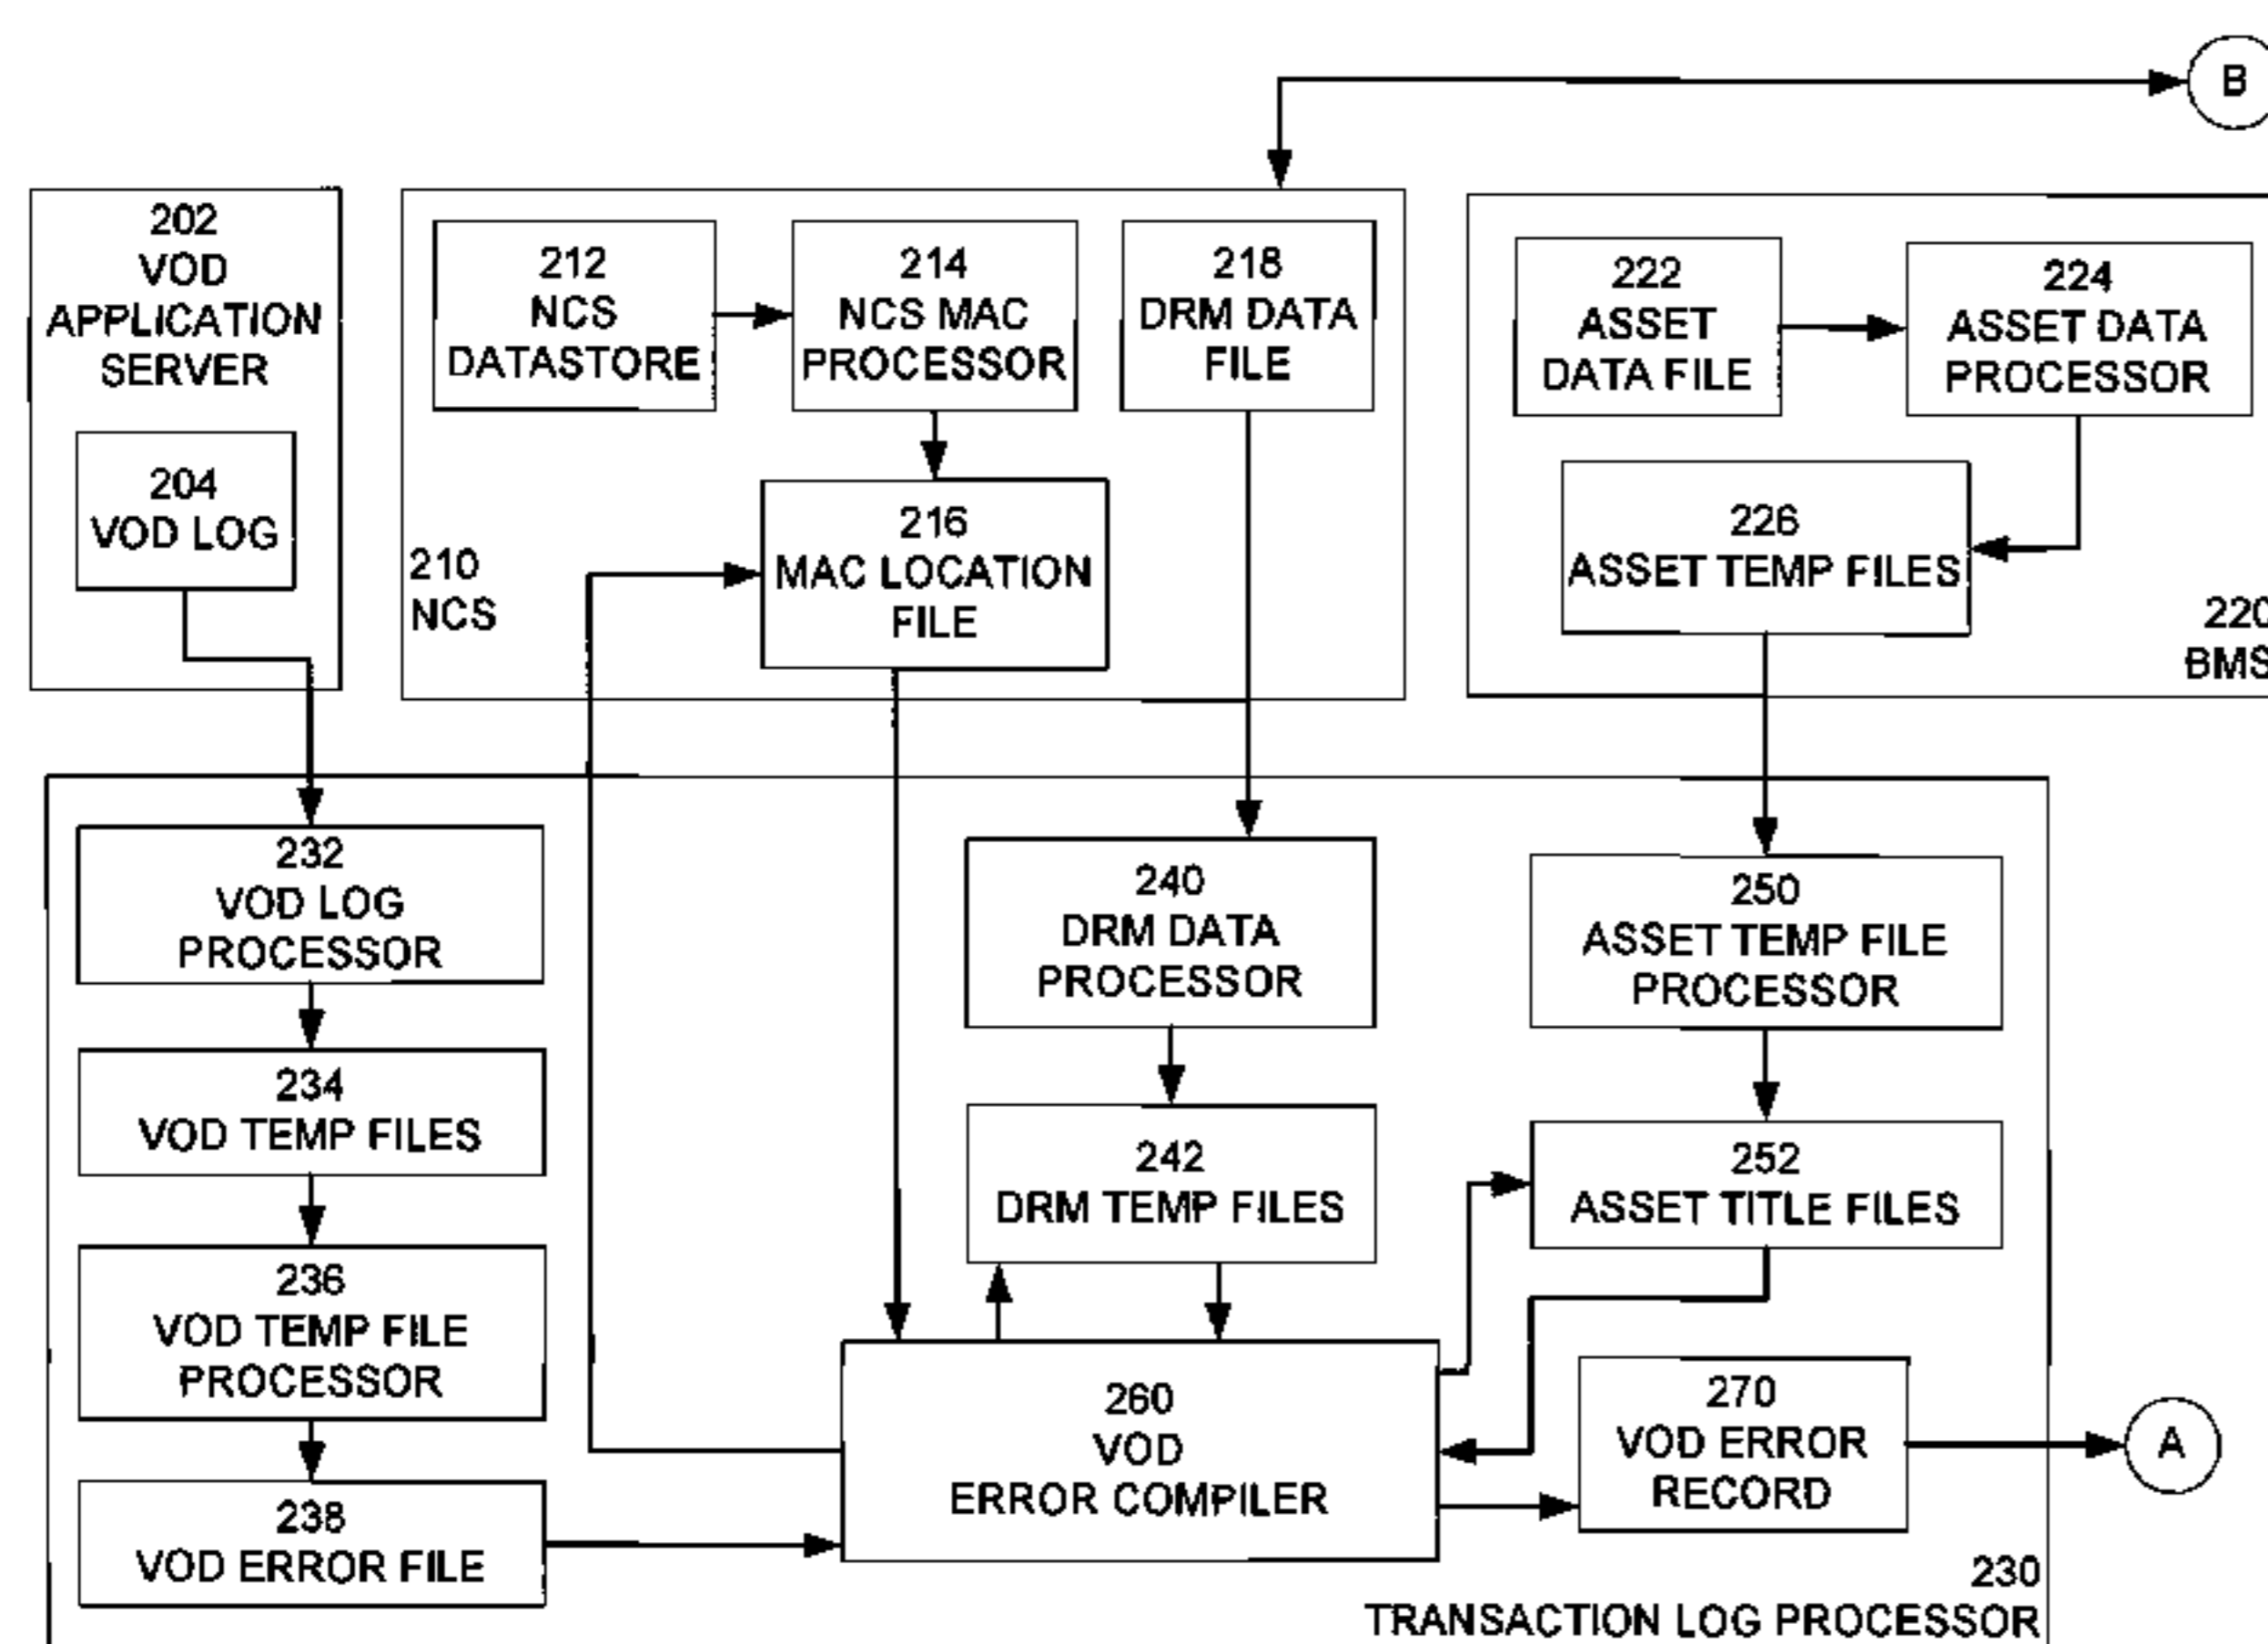 B
202
VOD
APPLICATION
SERVER
204
VOD LOG
210
NCS
212
NCS
DATASTORE
214
NCS MAC
PROCESSOR
218
DRM DATA
FILE
216
MAC LOCATION
FILE
222
ASSET
DATA FILE
224
ASSET DATA
PROCESSOR
226
ASSET TEMP FILES
220
BMS
232
VOD LOG
PROCESSOR
234
VOD TEMP FILES
236
VOD TEMP FILE
PROCESSOR
238
VOD ERROR FILE
240
DRM DATA
PROCESSOR
242
DRM TEMP FILES
250
ASSET TEMP FILE
PROCESSOR
252
ASSET TITLE FILES
260
VOD
ERROR COMPILER
270
VOD ERROR
RECORD
A
230
TRANSACTION LOG PROCESSOR